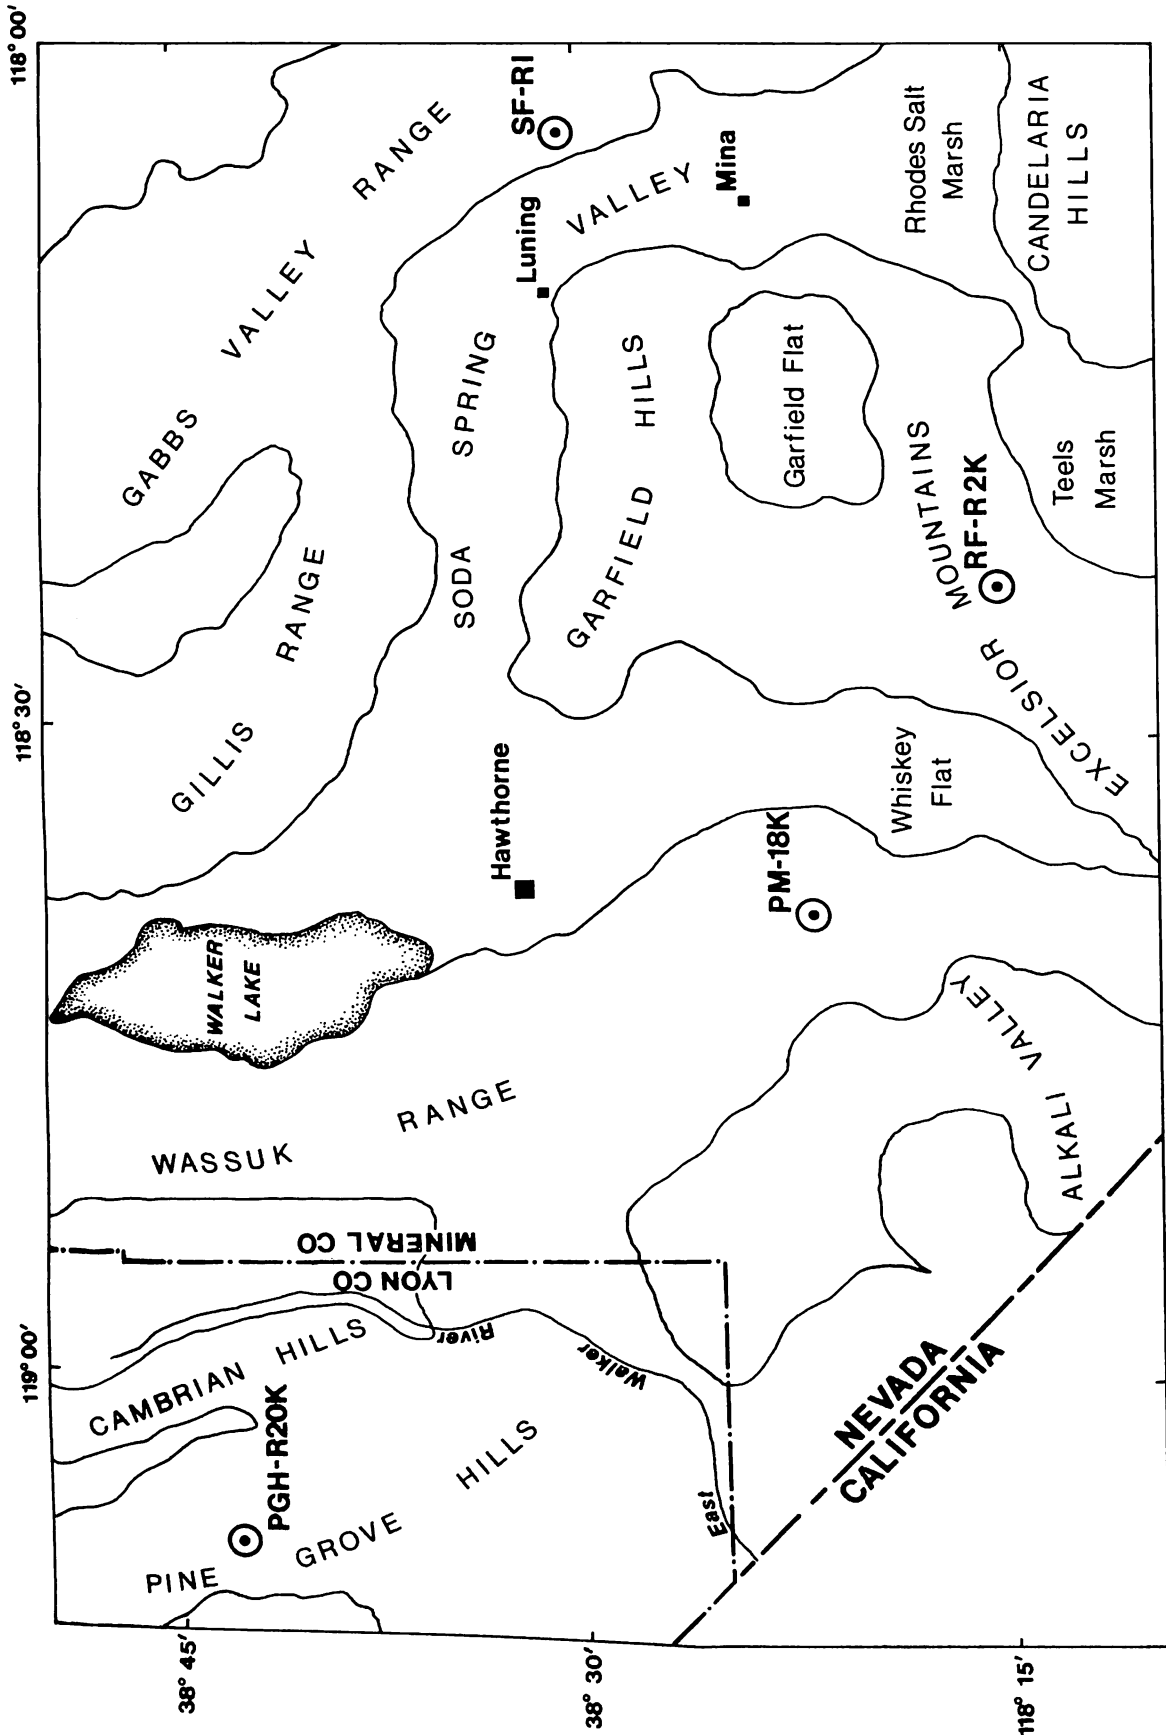 119° 00'
118° 30'
118° 00'
38° 45'
38° 30'
118° 15'
PINE
GROVE
HILLS
PGH-R20K
CAMBRIAN
HILLS
LYON CO
MINERAL CO
East
Walker
River
WASSUK
RANGE
WALKER
LAKE
GILLIS
RANGE
GABBS
VALLEY
RANGE
Hawthorne
SODA
SPRING
VALLEY
Luning
SF-RI
Mina
GARFIELD
HILLS
Garfield Flat
PM-18K
Whiskey
Flat
EXCELSIOR
MOUNTAINS
RF-R2K
Rhodes Salt
Marsh
Teels
Marsh
CANDELARIA
HILLS
ALKALI VALLEY
NEVADA
CALIFORNIA